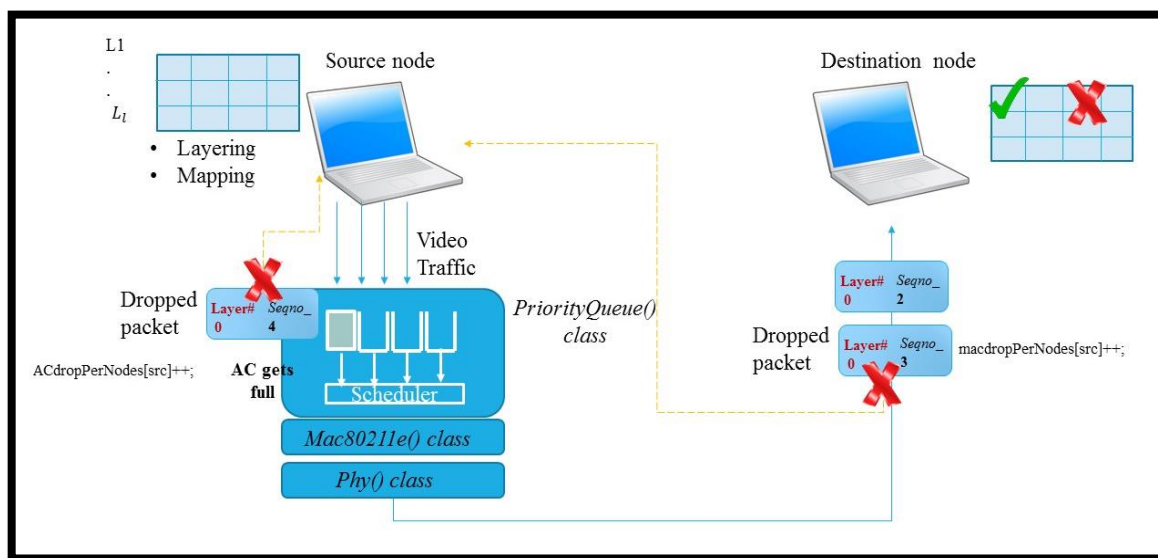 L1
.
.
L_l
• Layering
• Mapping
Source node
Destination node
Video
Traffic
Dropped
packet
Layer#
0
Seqno_
4
ACdropPerNodes[src]++;
AC gets
full
Scheduler
PriorityQueue()
class
Mac80211e() class
Phy() class
Layer#
0
Seqno_
2
Dropped
packet
Layer#
0
Seqno_
3
macdropPerNodes[src]++;